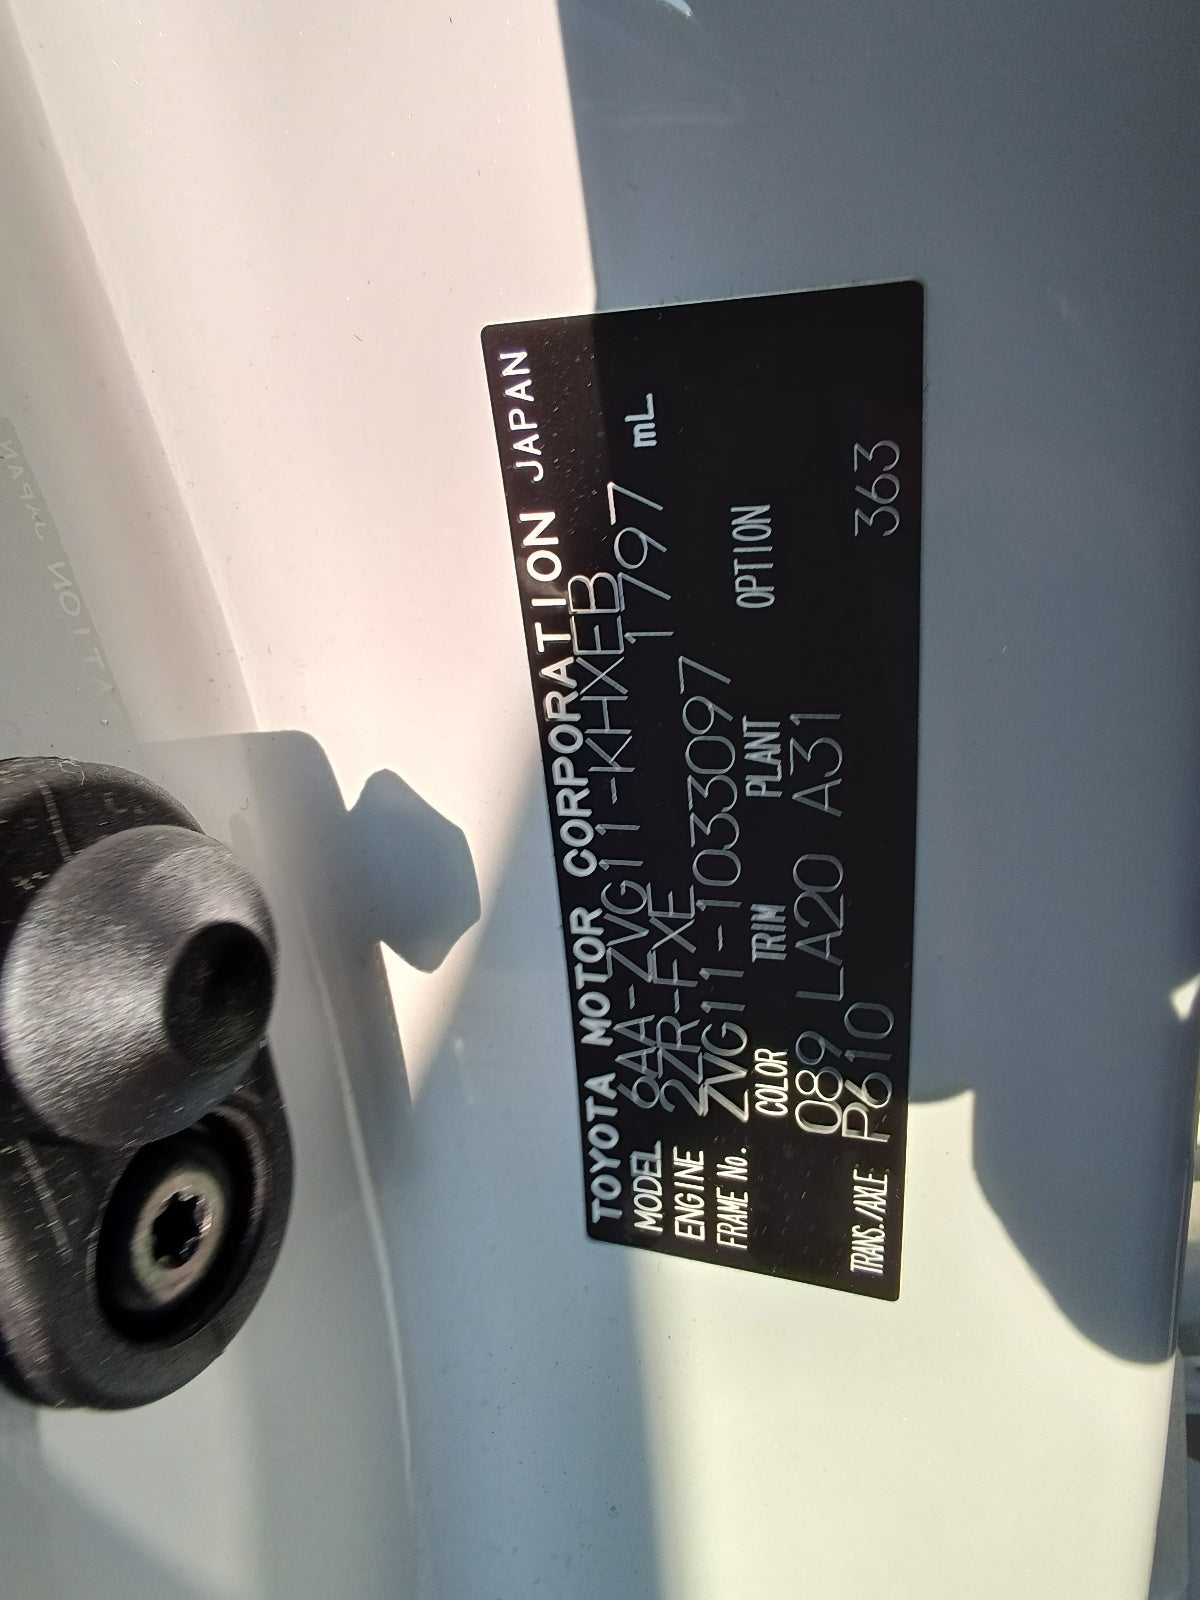 TOYOTA MOTOR CORPORATION JAPAN
MODEL 6AA-ZVG11-KHXEB
ENGINE 2ZR-FXE 1797 mL
FRAME No. ZVG11-1033097
COLOR TRIM PLANT OPTION
089 LA20 A31
TRANS./AXLE P610 363